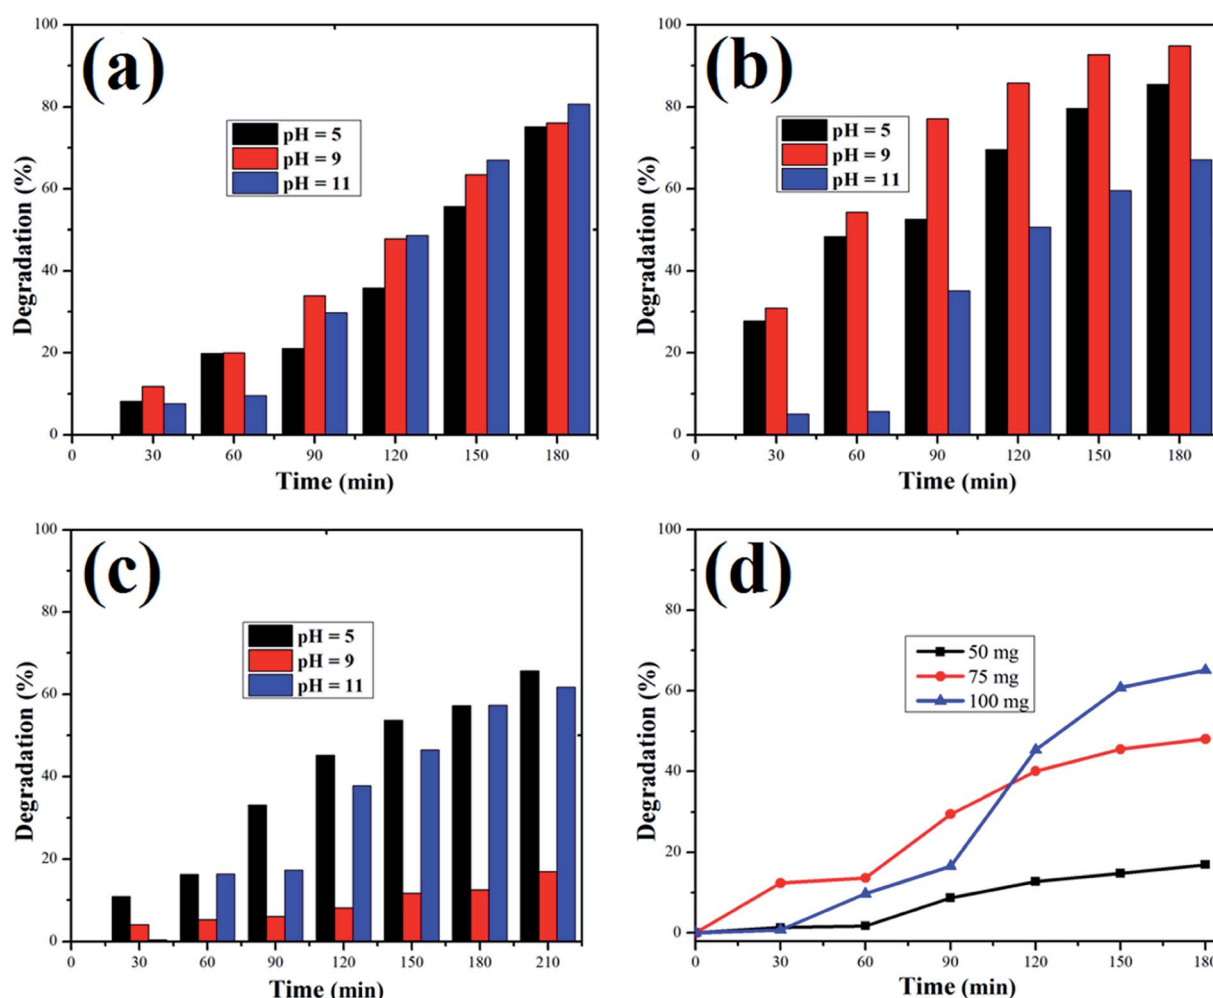 (a)
100
80
60
40
20
0
Degradation (%)
pH = 5
pH = 9
pH = 11
0 30 60 90 120 150 180
Time (min)
(b)
100
80
60
40
20
0
Degradation (%)
pH = 5
pH = 9
pH = 11
0 30 60 90 120 150 180
Time (min)
(c)
100
80
60
40
20
0
Degradation (%)
pH = 5
pH = 9
pH = 11
0 30 60 90 120 150 180 210
Time (min)
(d)
100
80
60
40
20
0
Degradation (%)
50 mg
75 mg
100 mg
0 30 60 90 120 150 180
Time (min)